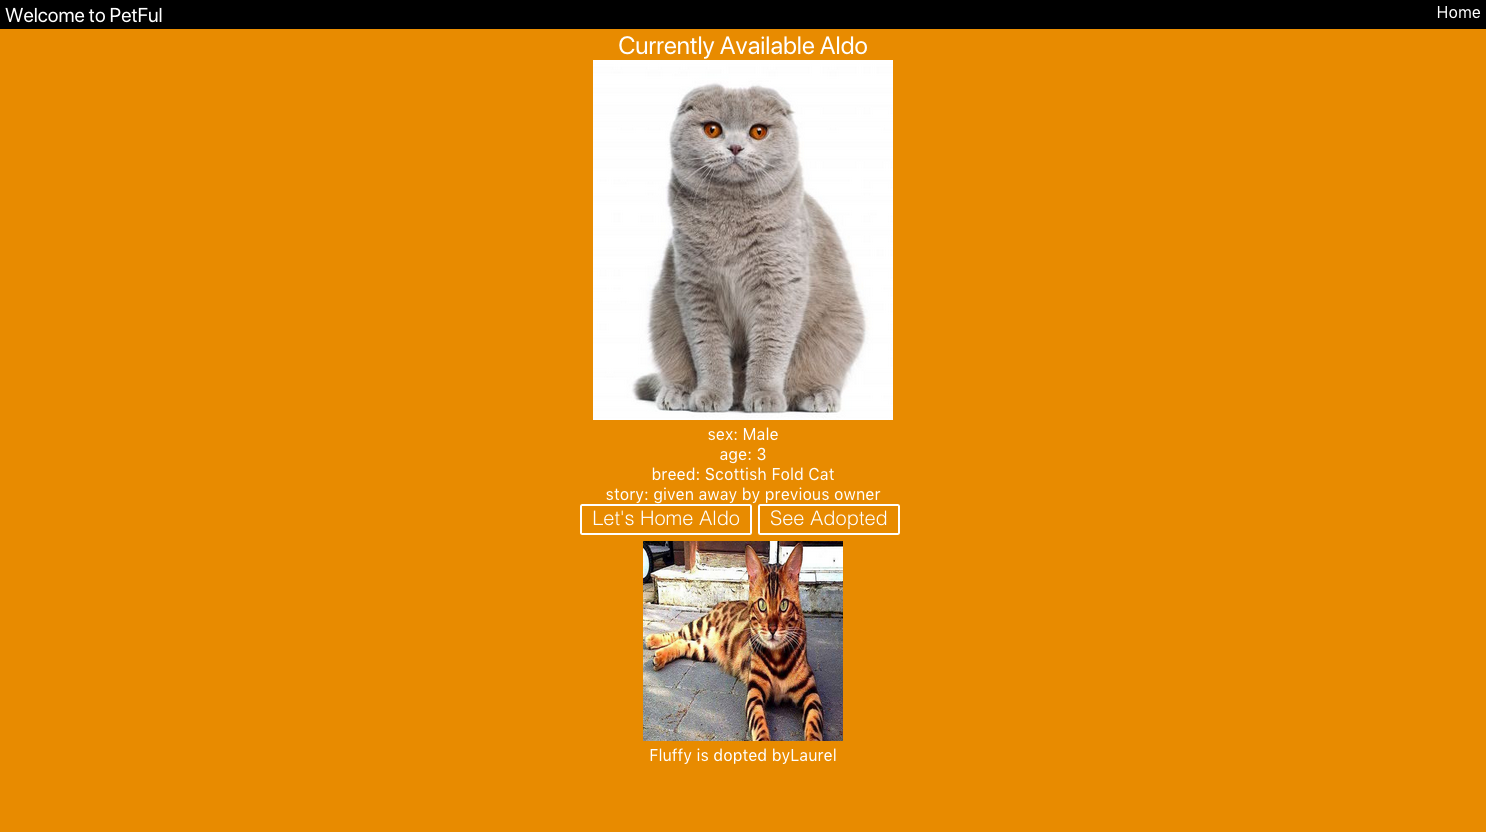 Welcome to PetFul
Home
Currently Available Aldo
sex: Male
age: 3
breed: Scottish Fold Cat
story: given away by previous owner
Let's Home Aldo
See Adopted
Fluffy is dopted byLaurel